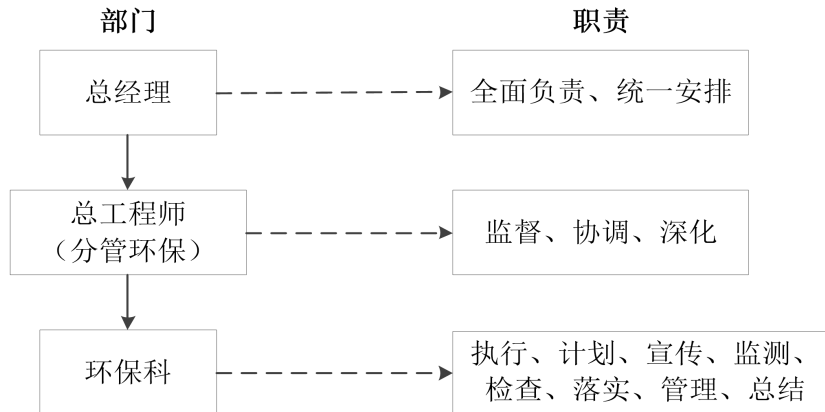 部门
职责
总经理
全面负责、统一安排
总工程师
（分管环保）
监督、协调、深化
环保科
执行、计划、宣传、监测、
检查、落实、管理、总结